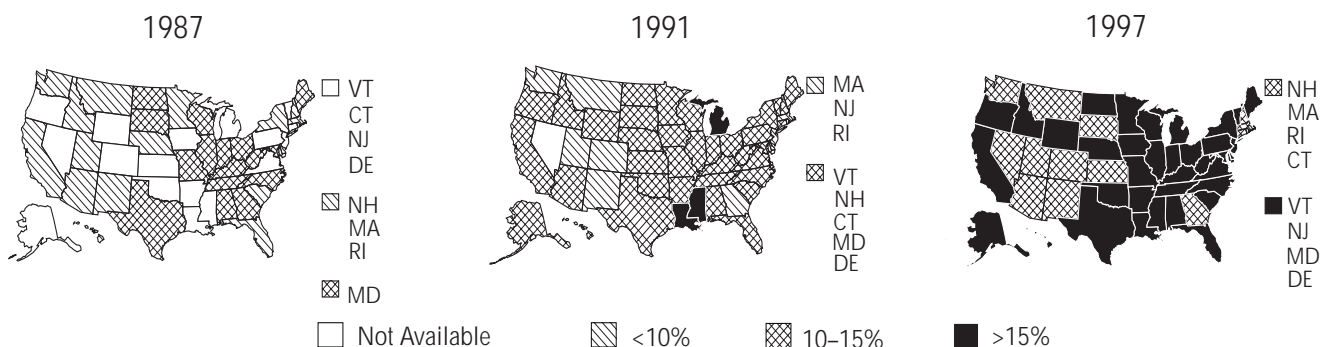 1987
1991
1997
VT
CT
NJ
DE
NH
MA
RI
MD
MA
NJ
RI
VT
NH
CT
MD
DE
NH
MA
RI
CT
VT
NJ
MD
DE
Not Available
<10%
10–15%
>15%